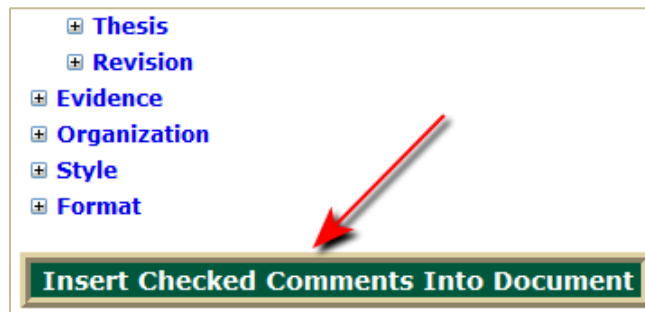 Thesis
Revision
Evidence
Organization
Style
Format
Insert Checked Comments Into Document